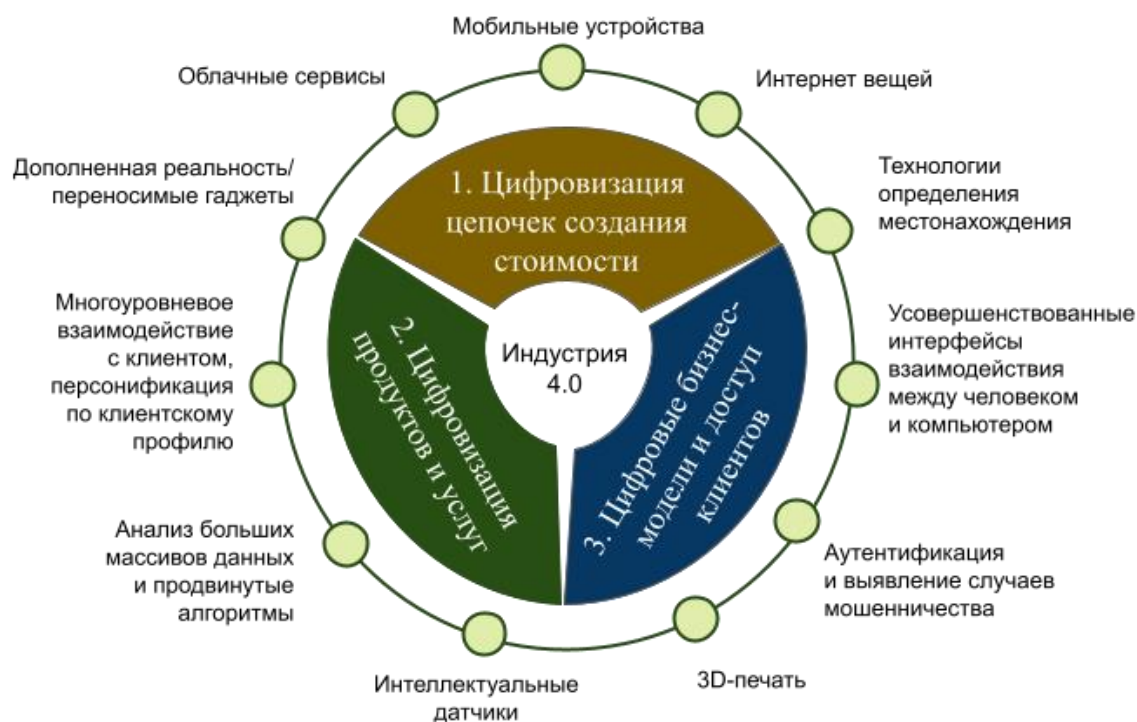 Мобильные устройства
Облачные сервисы
Интернет вещей
Дополненная реальность/
переносимые гаджеты
Технологии
определения
местонахождения
1. Цифровизация
цепочек создания
стоимости
Многоуровневое
взаимодействие
с клиентом,
персонификация
по клиентскому
профилю
2. Цифровизация
продуктов и услуг
Индустрия
4.0
3. Цифровые бизнес-
модели и доступ
клиентов
Усовершенствованные
интерфейсы
взаимодействия
между человеком
и компьютером
Анализ больших
массивов данных
и продвинутые
алгоритмы
Аутентификация
и выявление случаев
мошенничества
Интеллектуальные
датчики
3D-печать